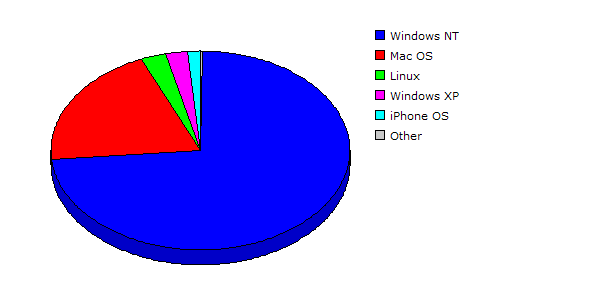 Windows NT
Mac OS
Linux
Windows XP
iPhone OS
Other